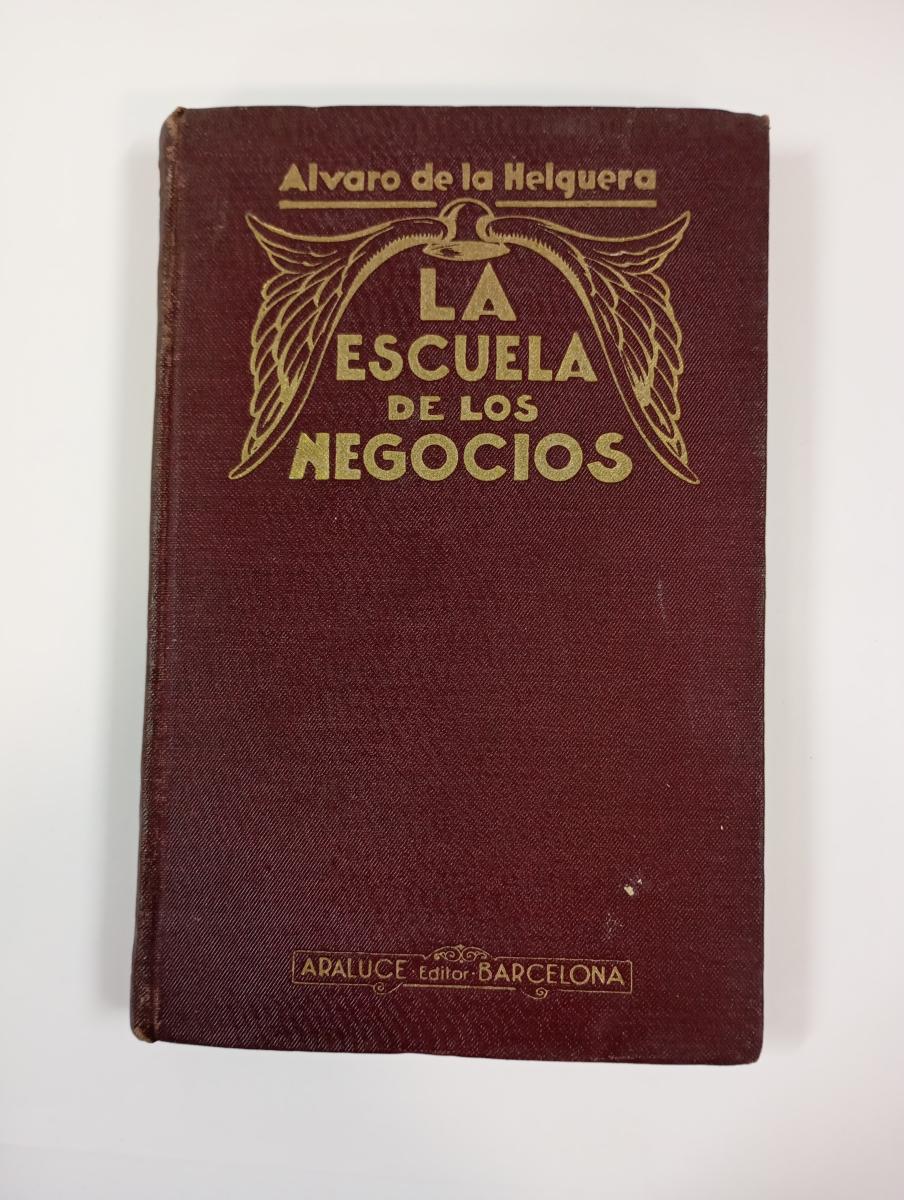 Alvaro de la Helguera
LA
ESCUELA
DE LOS
NEGOCIOS
ARALUCE · Editor · BARCELONA